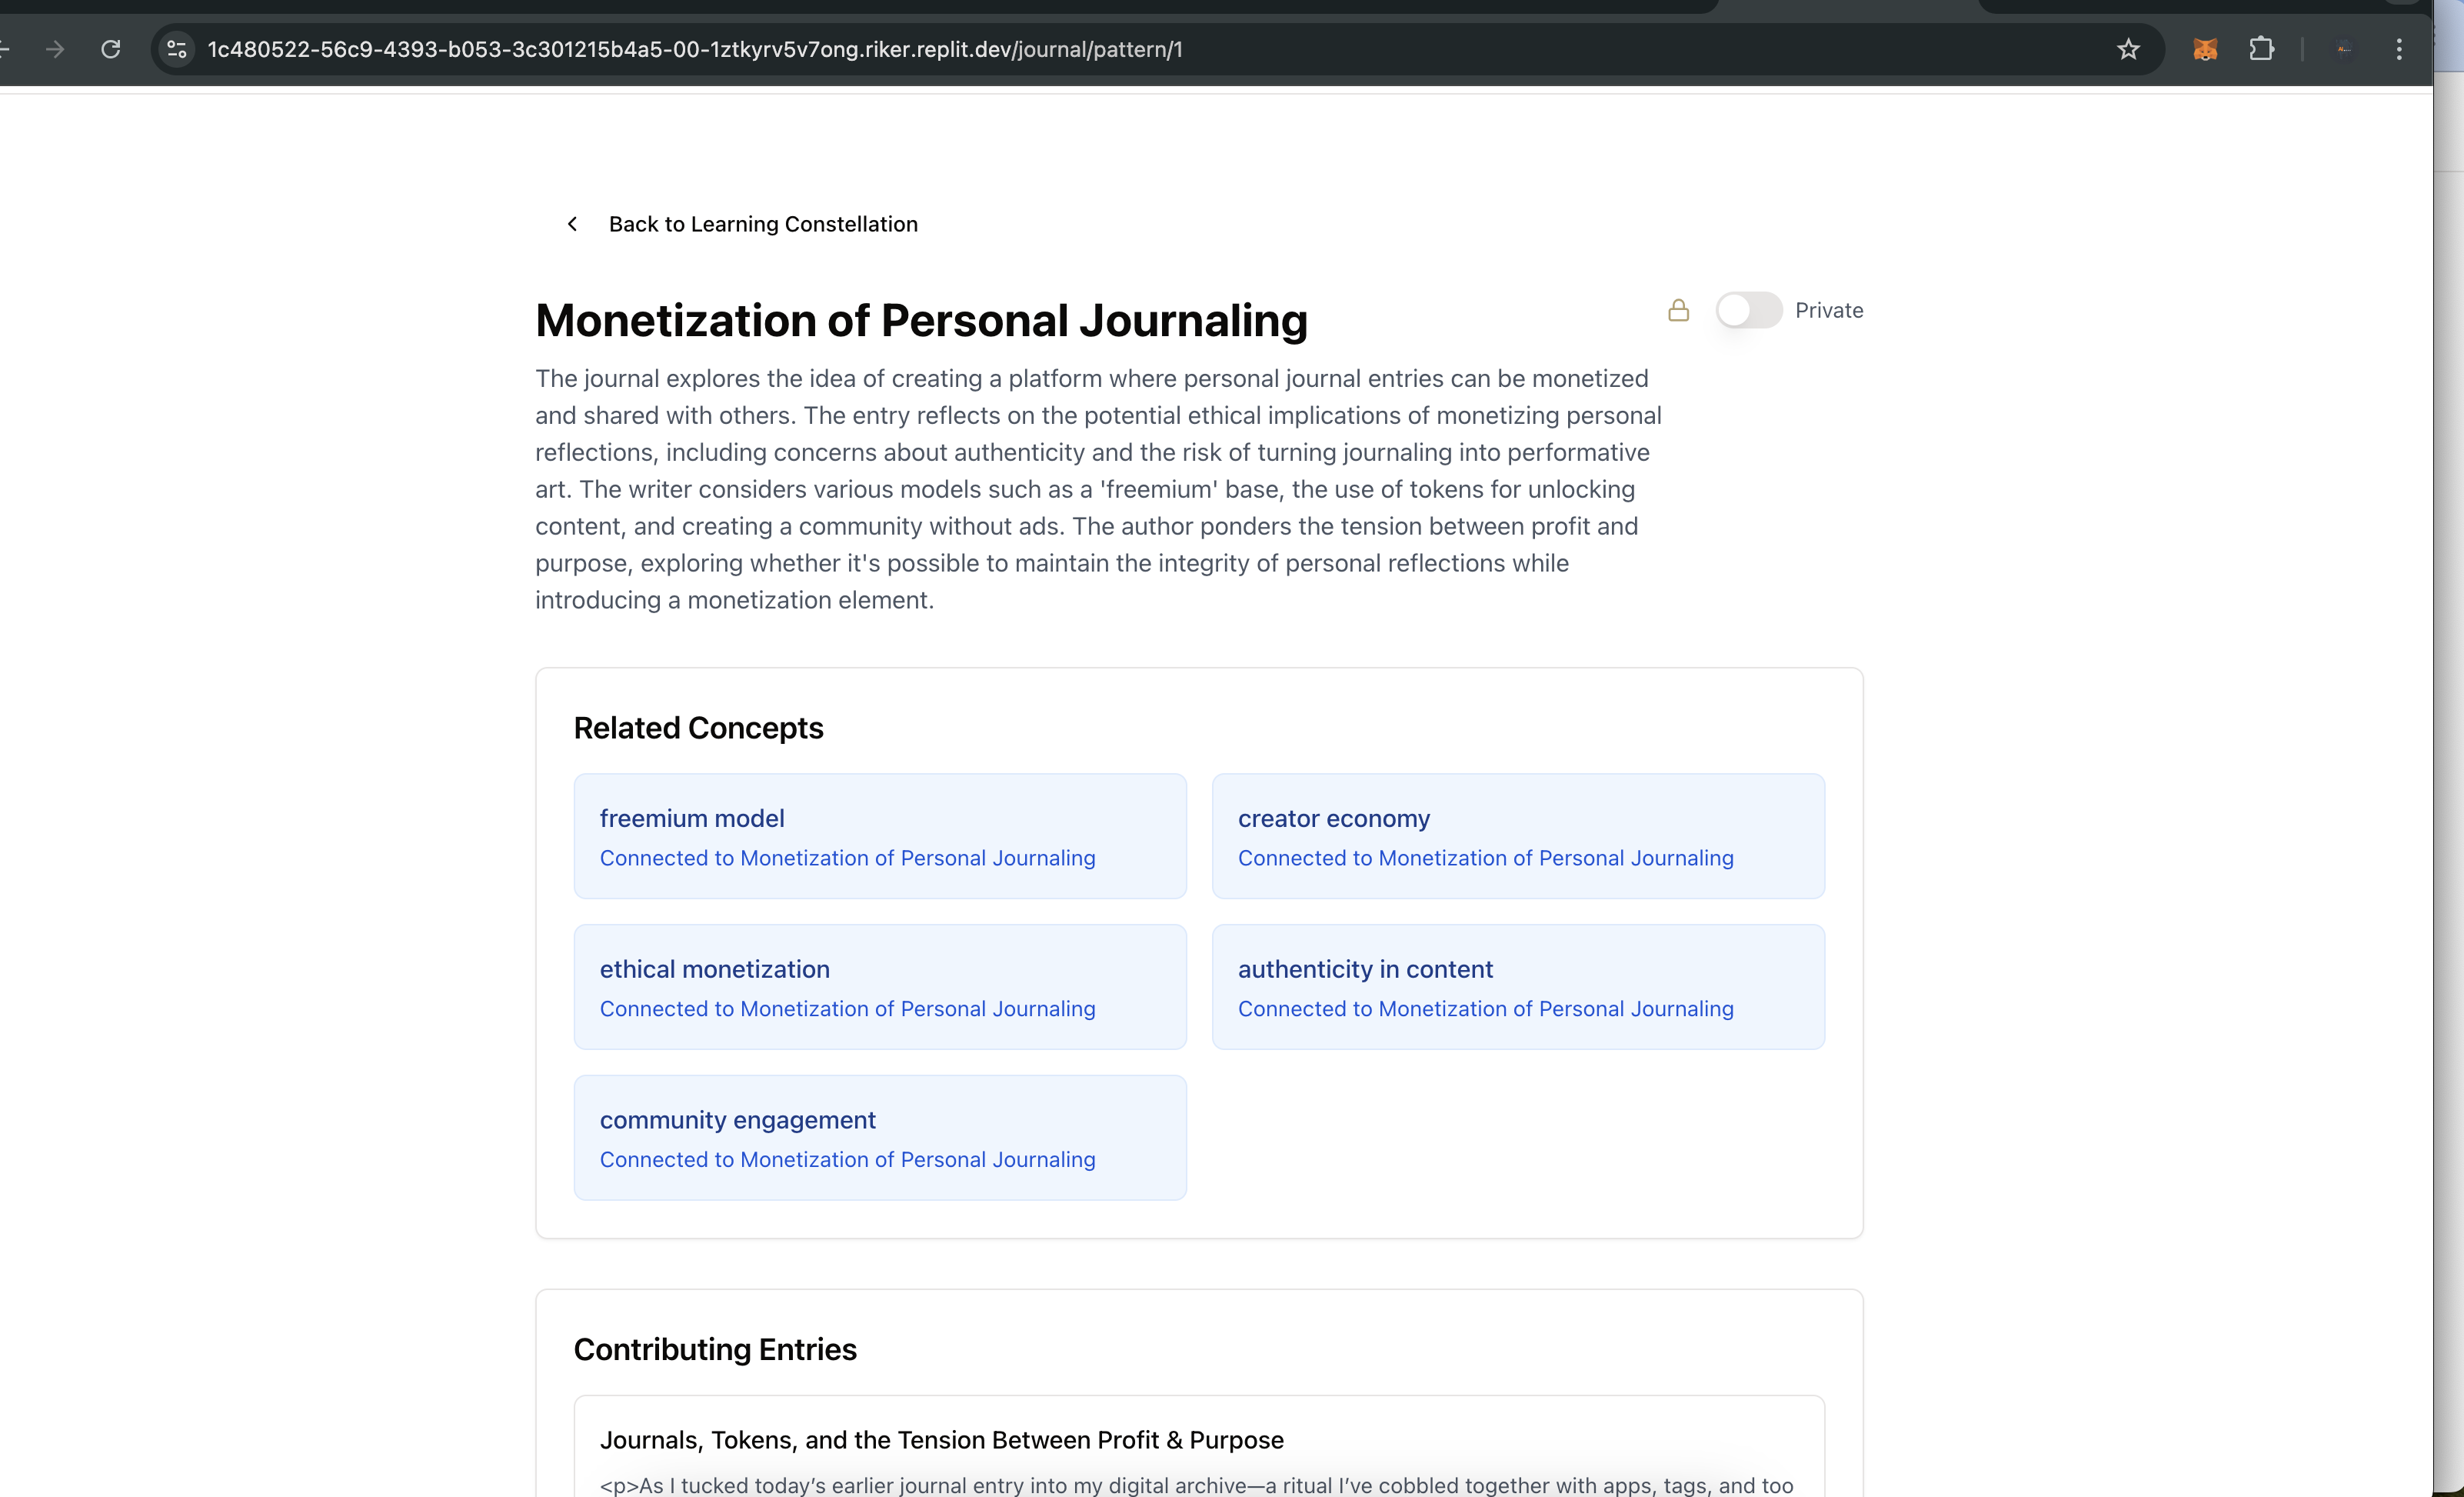 1c480522-56c9-4393-b053-3c301215b4a5-00-1ztkyrv5v7ong.riker.replit.dev/journal/pattern/1
Back to Learning Constellation
Monetization of Personal Journaling
Private
The journal explores the idea of creating a platform where personal journal entries can be monetized
and shared with others. The entry reflects on the potential ethical implications of monetizing personal
reflections, including concerns about authenticity and the risk of turning journaling into performative
art. The writer considers various models such as a 'freemium' base, the use of tokens for unlocking
content, and creating a community without ads. The author ponders the tension between profit and
purpose, exploring whether it's possible to maintain the integrity of personal reflections while
introducing a monetization element.
Related Concepts
freemium model
Connected to Monetization of Personal Journaling
creator economy
Connected to Monetization of Personal Journaling
ethical monetization
Connected to Monetization of Personal Journaling
authenticity in content
Connected to Monetization of Personal Journaling
community engagement
Connected to Monetization of Personal Journaling
Contributing Entries
Journals, Tokens, and the Tension Between Profit & Purpose
<p>As I tucked today’s earlier journal entry into my digital archive—a ritual I’ve cobbled together with apps, tags, and too